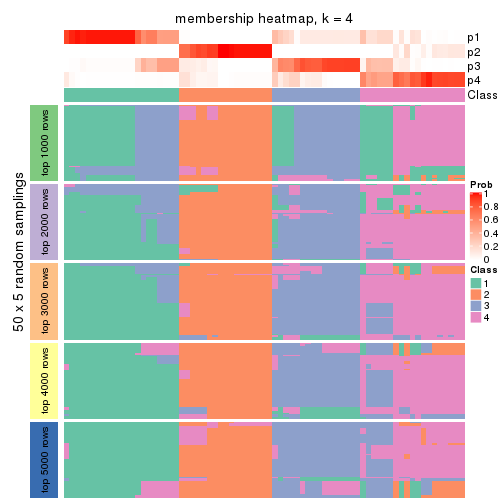 membership heatmap, k = 4
p1
p2
p3
p4
Class
50 x 5 random samplings
top 1000 rows
top 2000 rows
top 3000 rows
top 4000 rows
top 5000 rows
Prob
1
0.8
0.6
0.4
0.2
0
Class
1
2
3
4